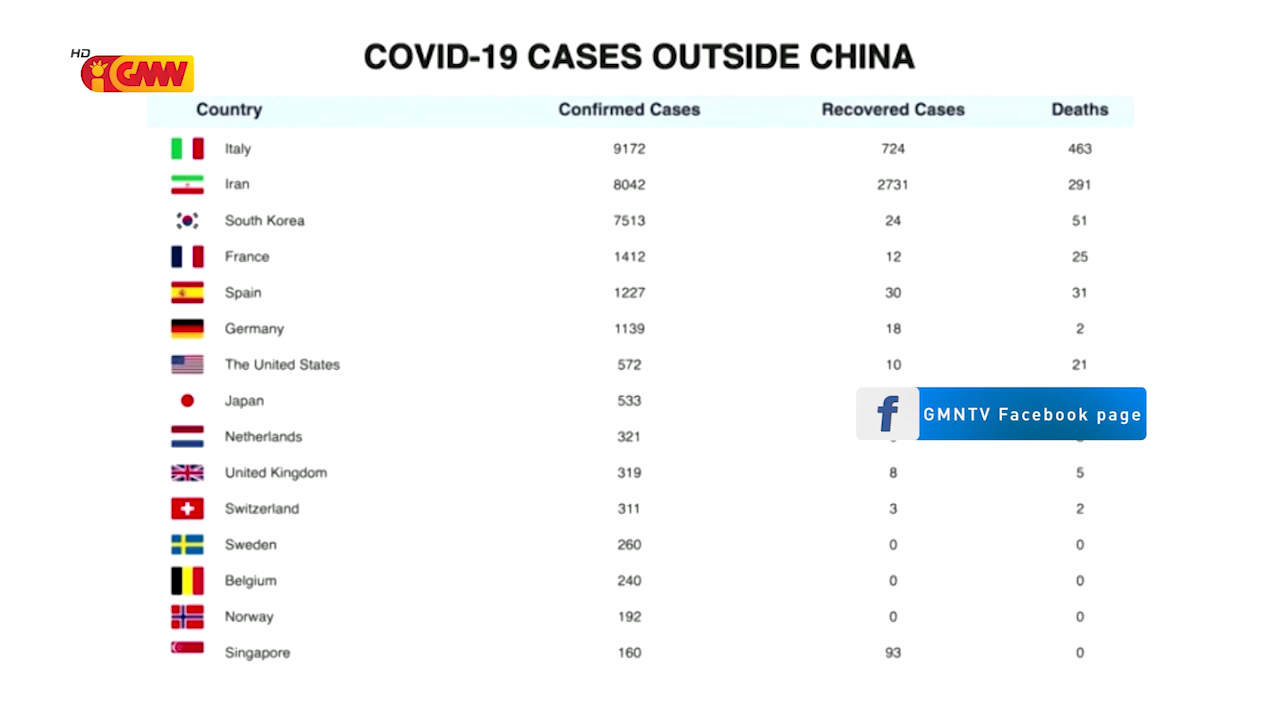 HD
iGMN
COVID-19 CASES OUTSIDE CHINA
Country Confirmed Cases Recovered Cases Deaths
Italy 9172 724 463
Iran 8042 2731 291
South Korea 7513 24 51
France 1412 12 25
Spain 1227 30 31
Germany 1139 18 2
The United States 572 10 21
Japan 533
f GMNTV Facebook page
Netherlands 321
United Kingdom 319 8 5
Switzerland 311 3 2
Sweden 260 0 0
Belgium 240 0 0
Norway 192 0 0
Singapore 160 93 0